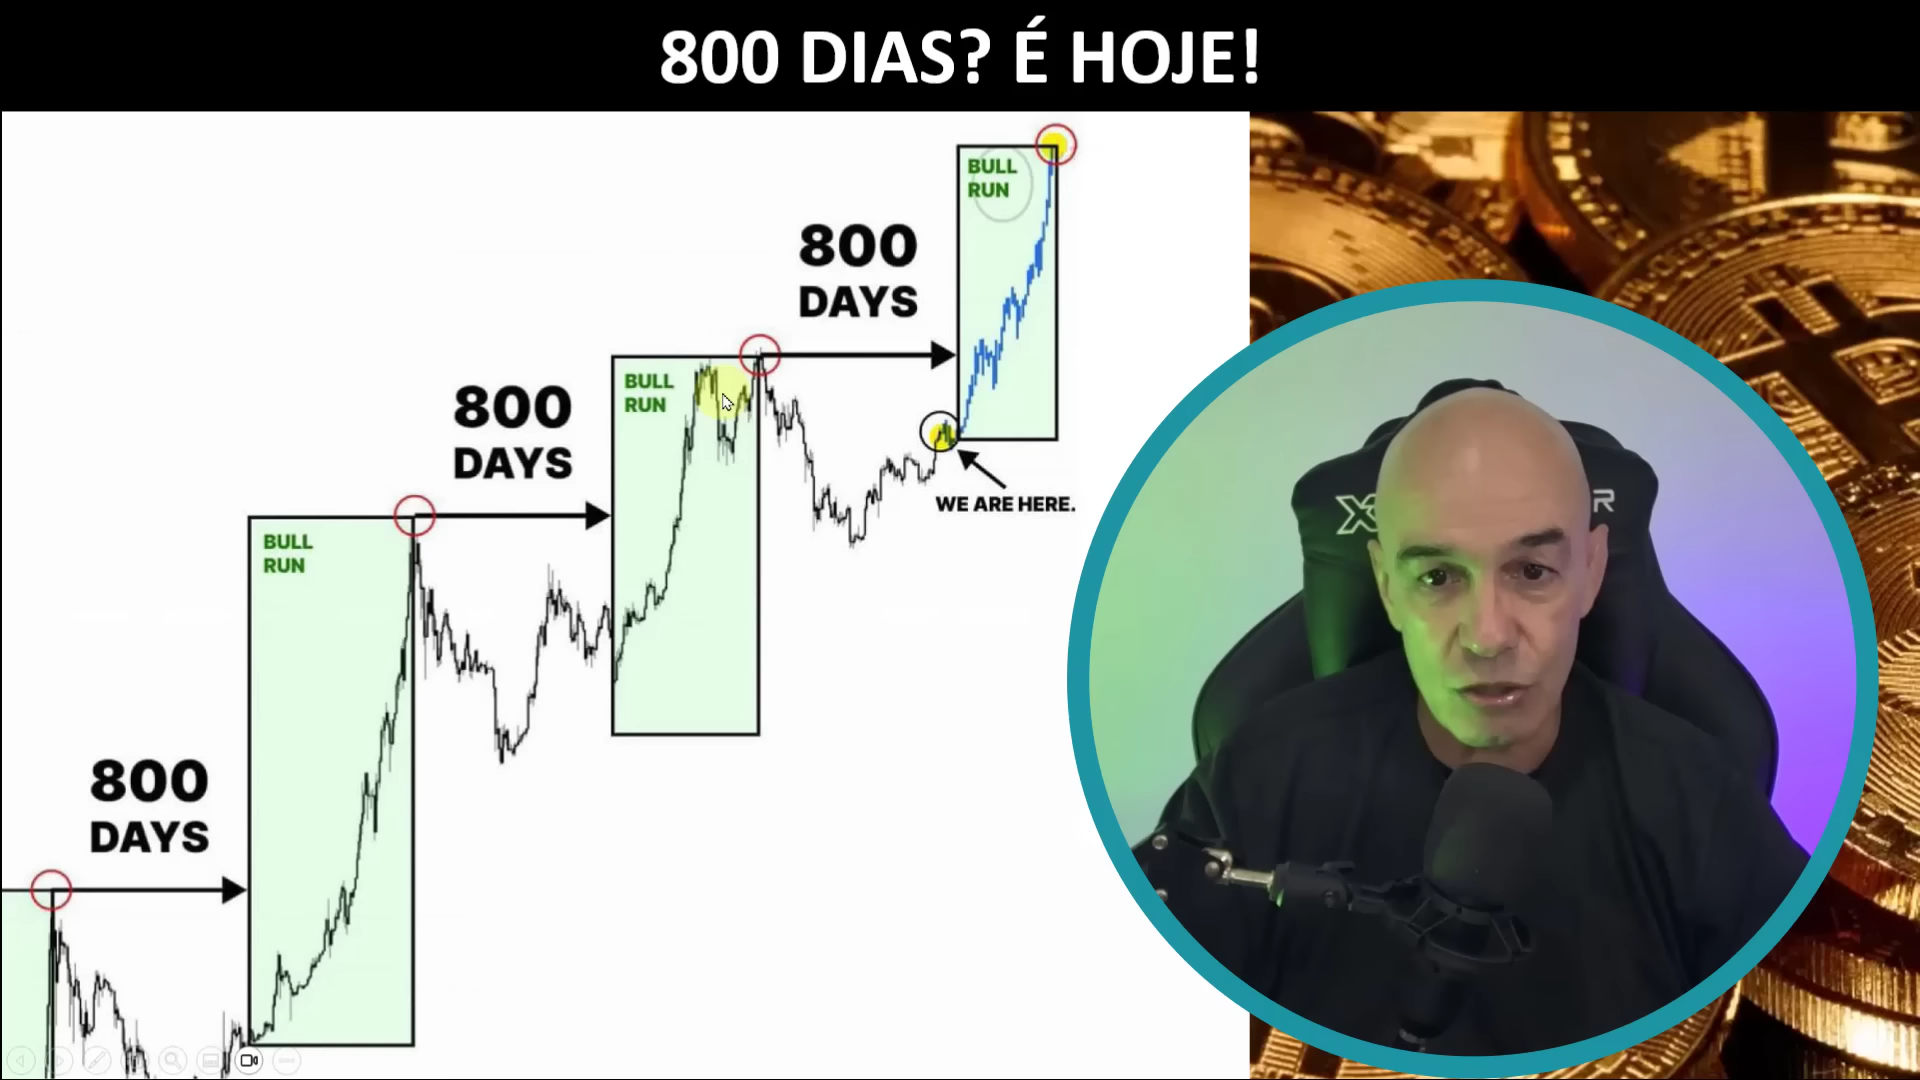 800 DIAS? É HOJE!
BULL
RUN
800
DAYS
BULL
RUN
800
DAYS
WE ARE HERE.
BULL
RUN
800
DAYS
X
R